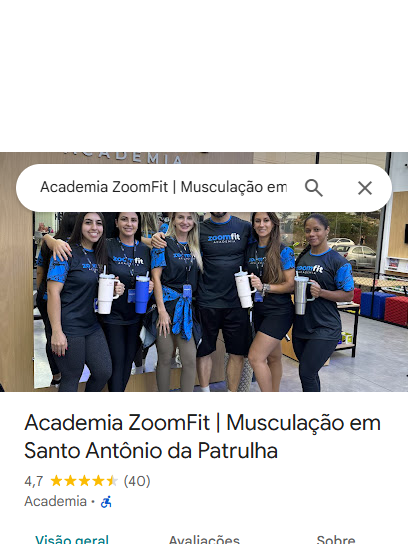 ACADEMIA
Academia ZoomFit | Musculação em
zoomfit
ACADEMIA
zoomfit
Academia ZoomFit | Musculação em
Santo Antônio da Patrulha
4,7 (40)
Academia •
Visão geral Avaliações Sobre